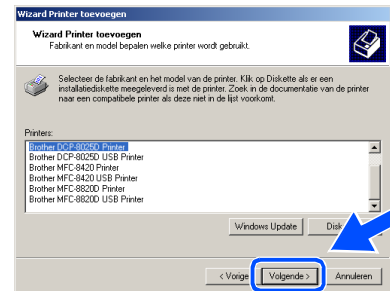 Wizard Printer toevoegen
Wizard Printer toevoegen
Fabrikant en model bepalen welke printer wordt gebruikt.
Selecteer de fabrikant en het model van de printer. Klik op Diskette als er een
installatiediskette meegeleverd is met de printer. Zoek in de documentatie van de printer
naar een compatibele printer als deze niet in de lijst voorkomt.
Printers:
Brother DCP-8025D Printer
Brother DCP-8025D USB Printer
Brother MFC-8420 Printer
Brother MFC-8420 USB Printer
Brother MFC-8820D Printer
Brother MFC-8820D USB Printer
Windows Update Disk
< Vorige Volgende > Annuleren